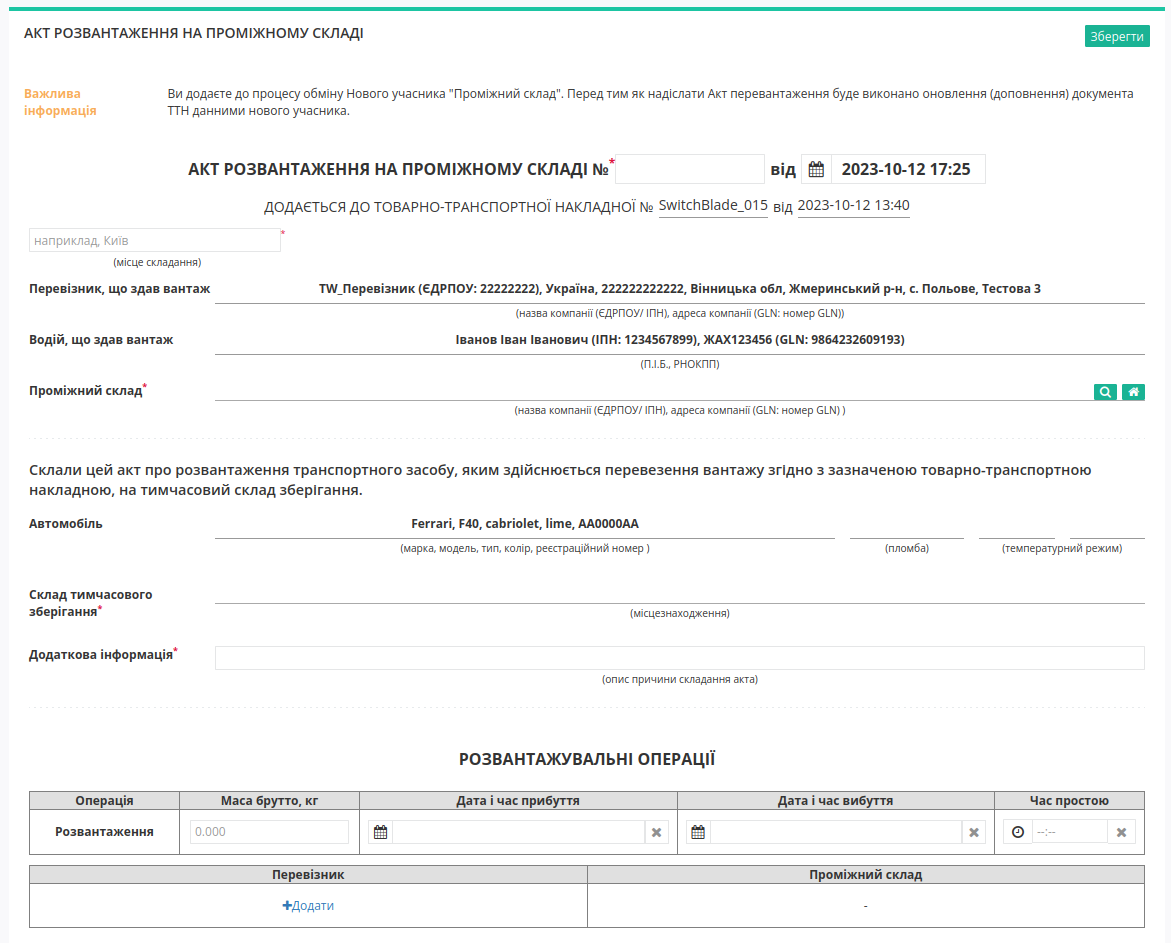 АКТ РОЗВАНТАЖЕННЯ НА ПРОМІЖНОМУ СКЛАДІ
Зберегти
Важлива
інформація
Ви додаєте до процесу обміну Нового учасника "Проміжний склад". Перед тим як надіслати Акт перевантаження буде виконано оновлення (доповнення) документа
ТТН данними нового учасника.
АКТ РОЗВАНТАЖЕННЯ НА ПРОМІЖНОМУ СКЛАДІ №* від 2023-10-12 17:25
ДОДАЄТЬСЯ ДО ТОВАРНО-ТРАНСПОРТНОЇ НАКЛАДНОЇ № SwitchBlade_015 від 2023-10-12 13:40
наприклад, Київ *
(місце складання)
Перевізник, що здав вантаж TW_Перевізник (ЄДРПОУ: 22222222), Україна, 222222222222, Вінницька обл, Жмеринський р-н, с. Польове, Тестова 3
(назва компанії (ЄДРПОУ/ ІПН), адреса компанії (GLN: номер GLN))
Водій, що здав вантаж Іванов Іван Іванович (ІПН: 1234567899), ЖАХ123456 (GLN: 9864232609193)
(П.І.Б., РНОКПП)
Проміжний склад*
(назва компанії (ЄДРПОУ/ ІПН), адреса компанії (GLN: номер GLN) )
Склали цей акт про розвантаження транспортного засобу, яким здійснюється перевезення вантажу згідно з зазначеною товарно-транспортною
накладною, на тимчасовий склад зберігання.
Автомобіль Ferrari, F40, cabriolet, lime, AA0000AA
(марка, модель, тип, колір, реєстраційний номер ) (пломба) (температурний режим)
Склад тимчасового
зберігання*
(місцезнаходження)
Додаткова інформація*
(опис причини складання акта)
РОЗВАНТАЖУВАЛЬНІ ОПЕРАЦІЇ
Операція Маса брутто, кг Дата і час прибуття Дата і час вибуття Час простою
Розвантаження 0.000 --:--
Перевізник Проміжний склад
Додати -